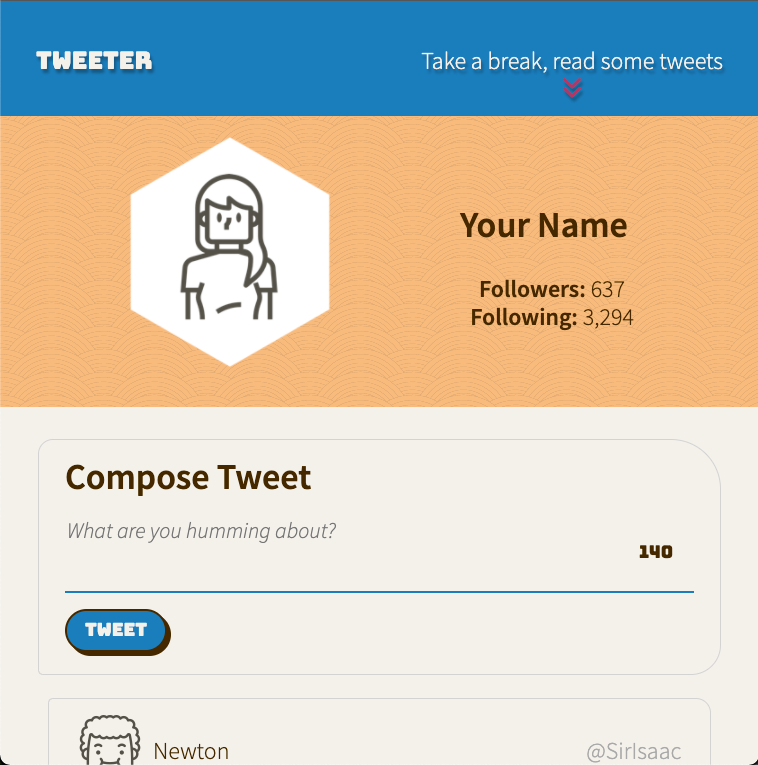 TWEETER
Take a break, read some tweets
Your Name
Followers: 637
Following: 3,294
Compose Tweet
What are you humming about?
140
TWEET
Newton
@SirIsaac